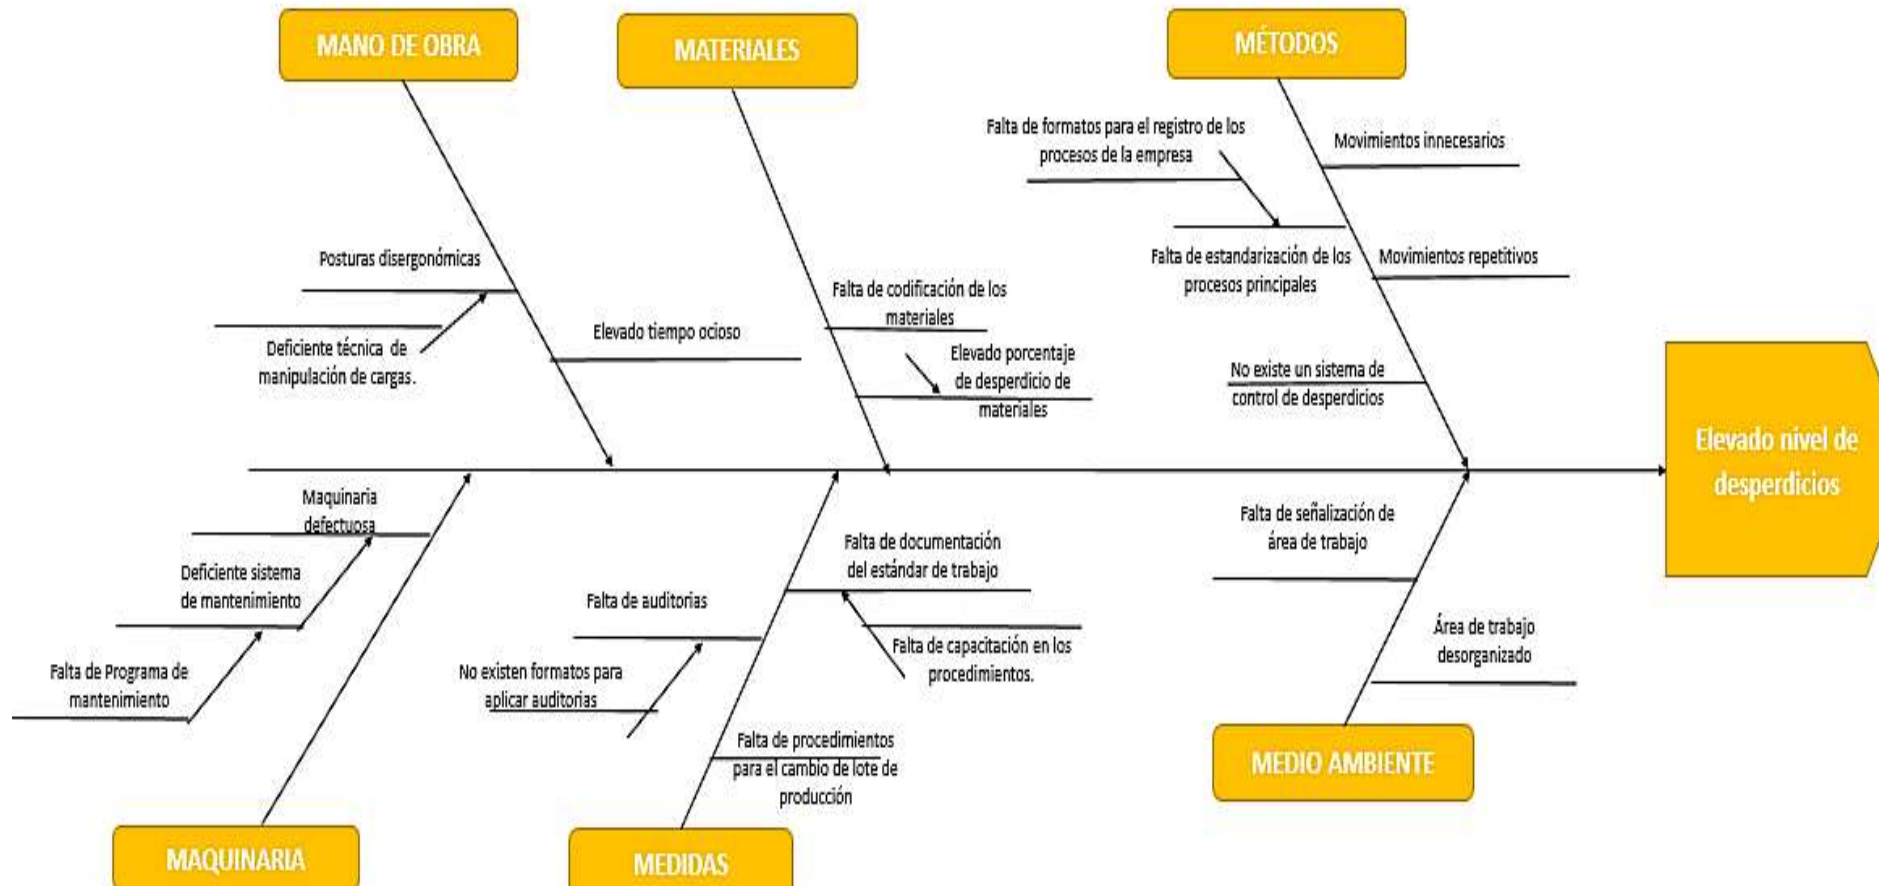 MANO DE OBRA
MATERIALES
MÉTODOS
Falta de formatos para el registro de los
procesos de la empresa
Movimientos innecesarios
Posturas disergonómicas
Falta de estandarización de los
procesos principales
Movimientos repetitivos
Falta de codificación de los
materiales
Elevado tiempo ocioso
Deficiente técnica de
manipulación de cargas.
Elevado porcentaje
de desperdicio de
materiales
No existe un sistema de
control de desperdicios
Elevado nivel de
desperdicios
Maquinaria
defectuosa
Falta de señalización de
área de trabajo
Falta de documentación
del estándar de trabajo
Deficiente sistema
de mantenimiento
Falta de auditorias
Área de trabajo
desorganizado
Falta de capacitación en los
procedimientos.
Falta de Programa de
mantenimiento
No existen formatos para
aplicar auditorias
Falta de procedimientos
para el cambio de lote de
producción
MEDIO AMBIENTE
MAQUINARIA
MEDIDAS